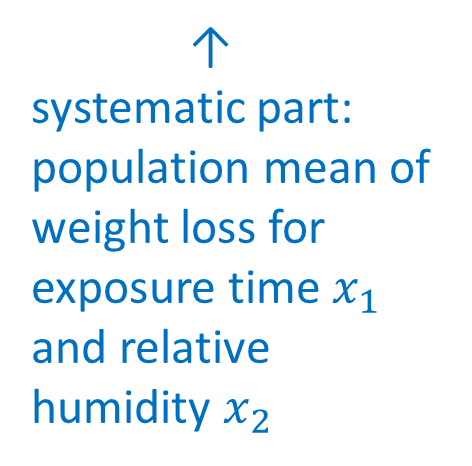 ↑
systematic part:
population mean of
weight loss for
exposure time x₁
and relative
humidity x₂